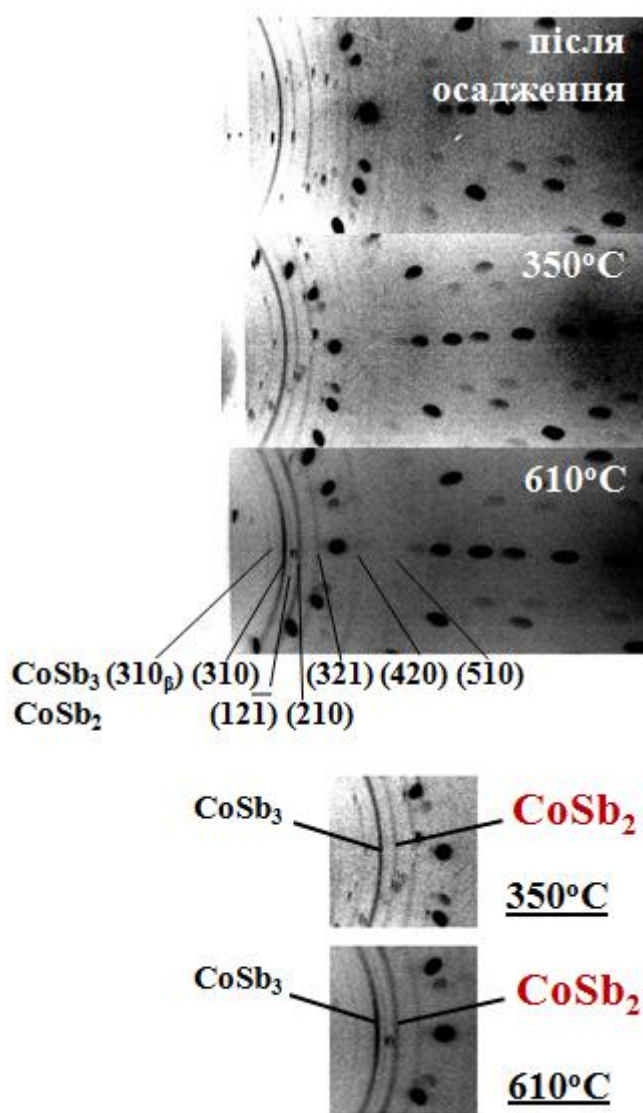 після
осадження
350°C
610°C
CoSb₃ (310ᵦ) (310) (321) (420) (510)
CoSb₂ (121̅) (210)
CoSb₃
CoSb₂
350°C
CoSb₃
CoSb₂
610°C